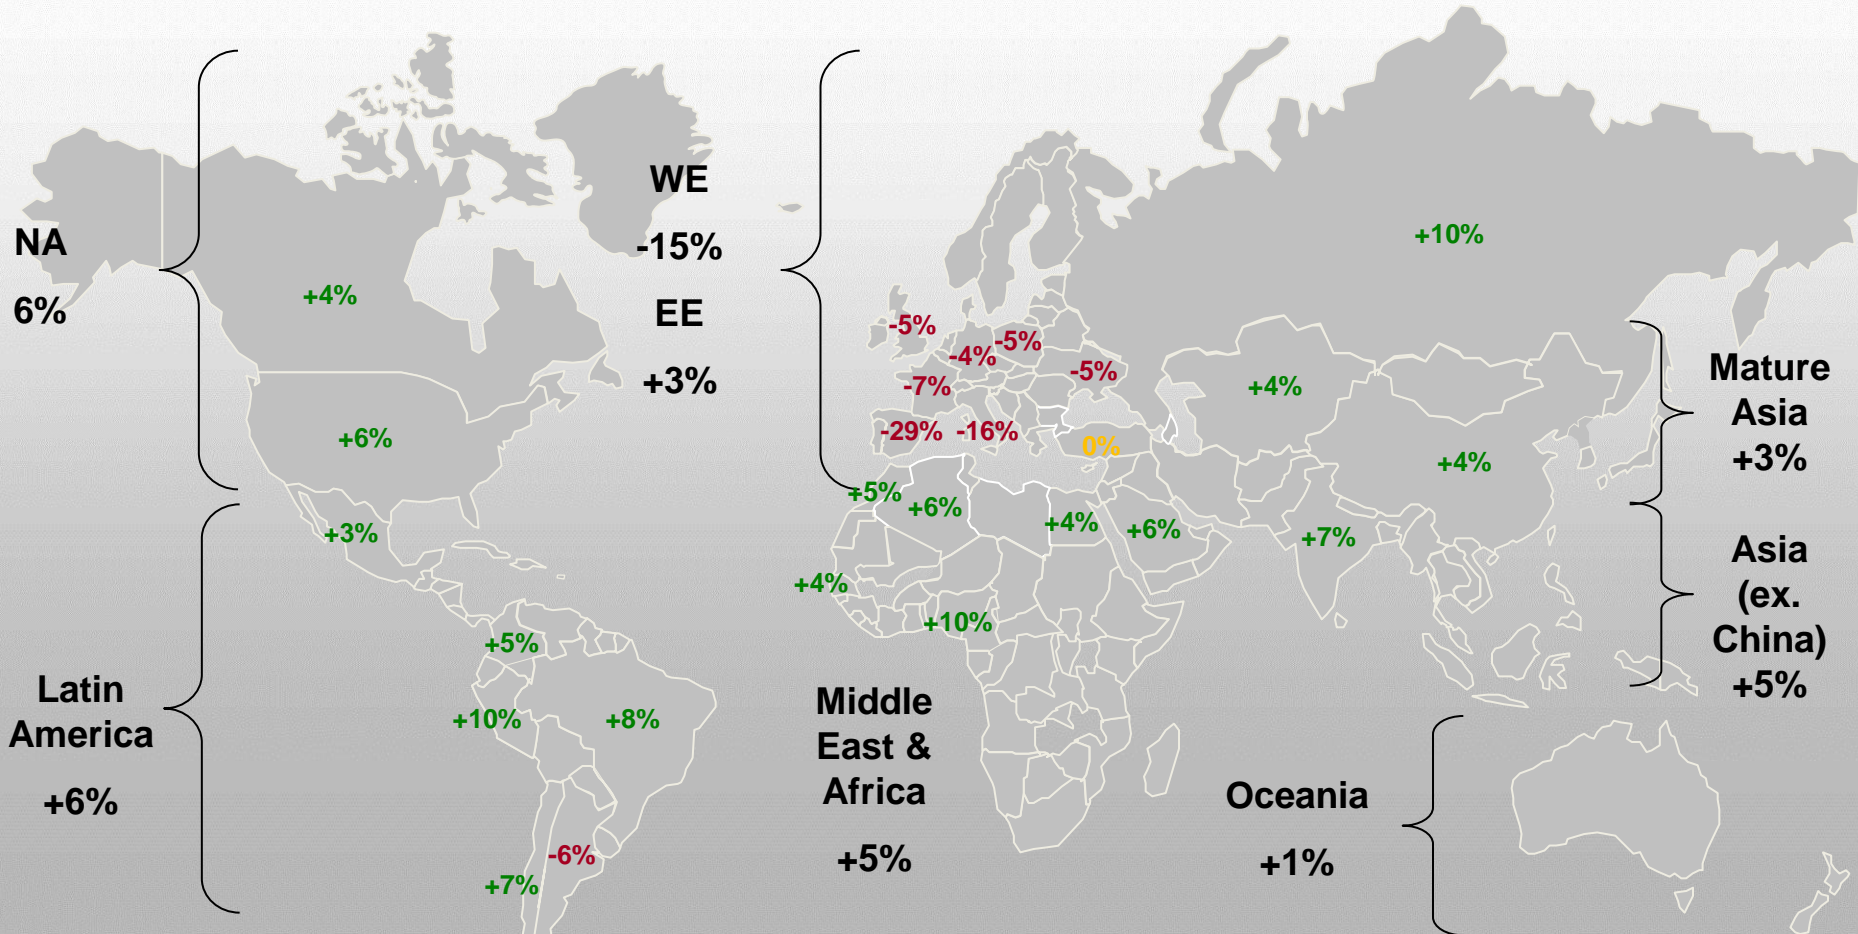 NA
6%
+4%
+6%
Latin
America
+6%
+3%
+5%
+10%
+8%
-6%
+7%
WE
-15%
EE
+3%
-5%
-4%
-5%
-7%
-5%
-29%
-16%
0%
+10%
+4%
+4%
+7%
Middle
East &
Africa
+5%
+5%
+6%
+4%
+6%
+4%
+10%
Mature
Asia
+3%
Asia
(ex.
China)
+5%
Oceania
+1%